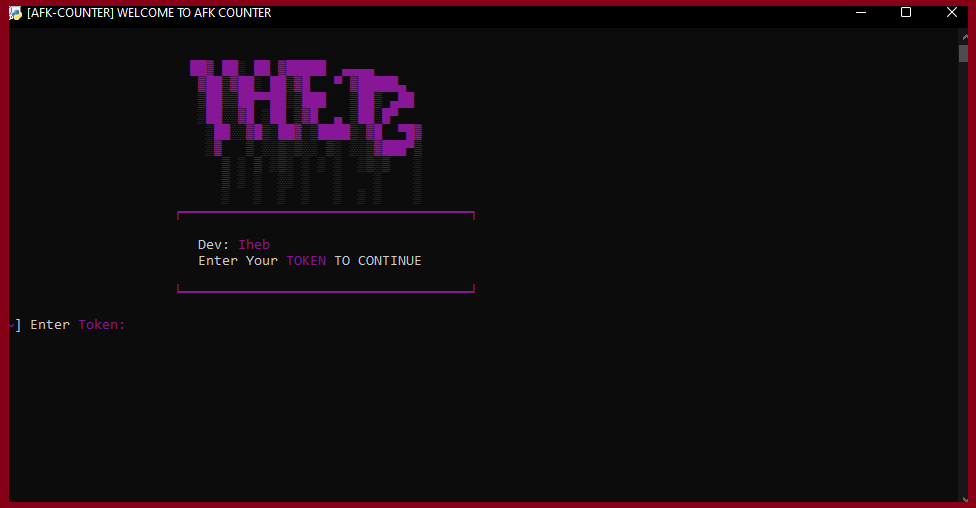 [AFK-COUNTER] WELCOME TO AFK COUNTER
IHEB
Dev: Iheb
Enter Your TOKEN TO CONTINUE
~] Enter Token: